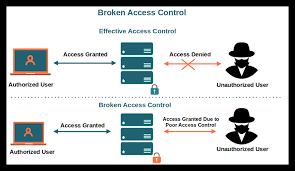 Broken Access Control
Effective Access Control
Access Granted
Access Denied
Authorized User
Unauthorized User
Broken Access Control
Access Granted
Access Granted Due to
Poor Access Control
Authorized User
Unauthorized User